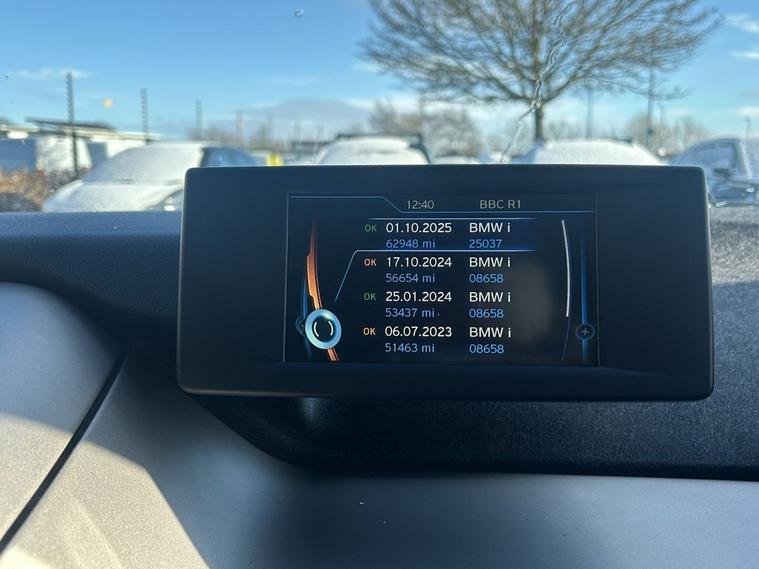 12:40 BBC R1
OK 01.10.2025 BMW i
62948 mi 25037
OK 17.10.2024 BMW i
56654 mi 08658
OK 25.01.2024 BMW i
53437 mi 08658
OK 06.07.2023 BMW i
51463 mi 08658